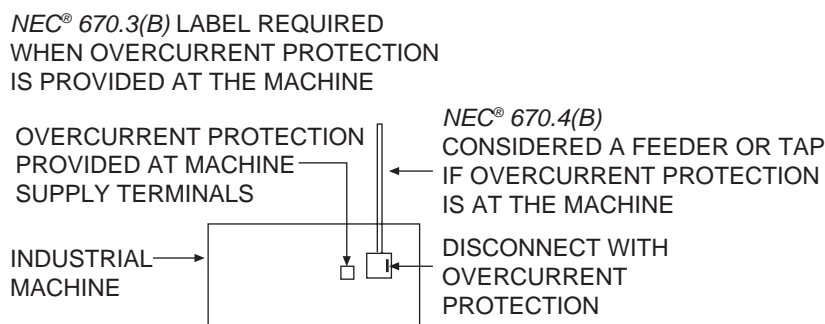 NEC® 670.3(B) LABEL REQUIRED
WHEN OVERCURRENT PROTECTION
IS PROVIDED AT THE MACHINE
NEC® 670.4(B)
CONSIDERED A FEEDER OR TAP
IF OVERCURRENT PROTECTION
IS AT THE MACHINE
OVERCURRENT PROTECTION
PROVIDED AT MACHINE
SUPPLY TERMINALS
INDUSTRIAL
MACHINE
DISCONNECT WITH
OVERCURRENT
PROTECTION